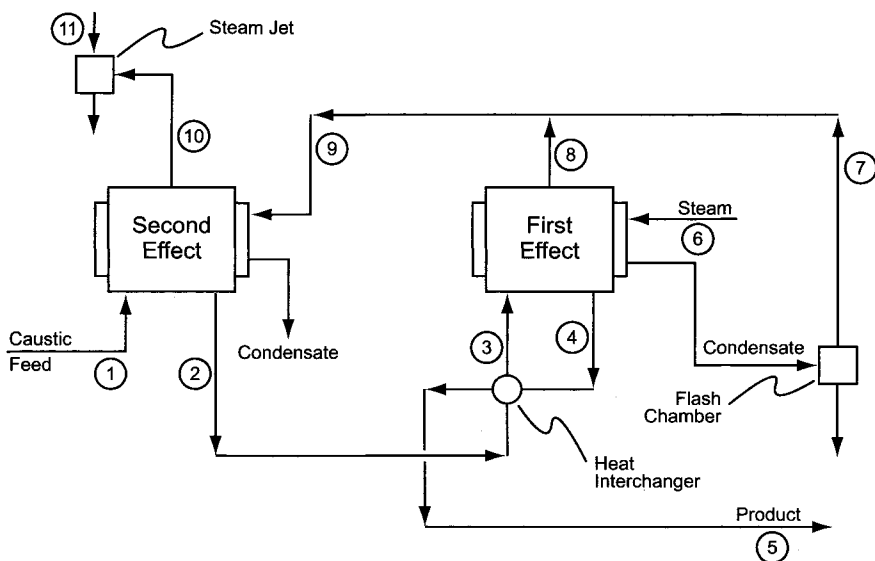 11
Steam Jet
10
9
8
7
Second
Effect
First
Effect
Steam
6
Caustic
Feed
1
2
Condensate
3
4
Condensate
Flash
Chamber
Heat
Interchanger
Product
5